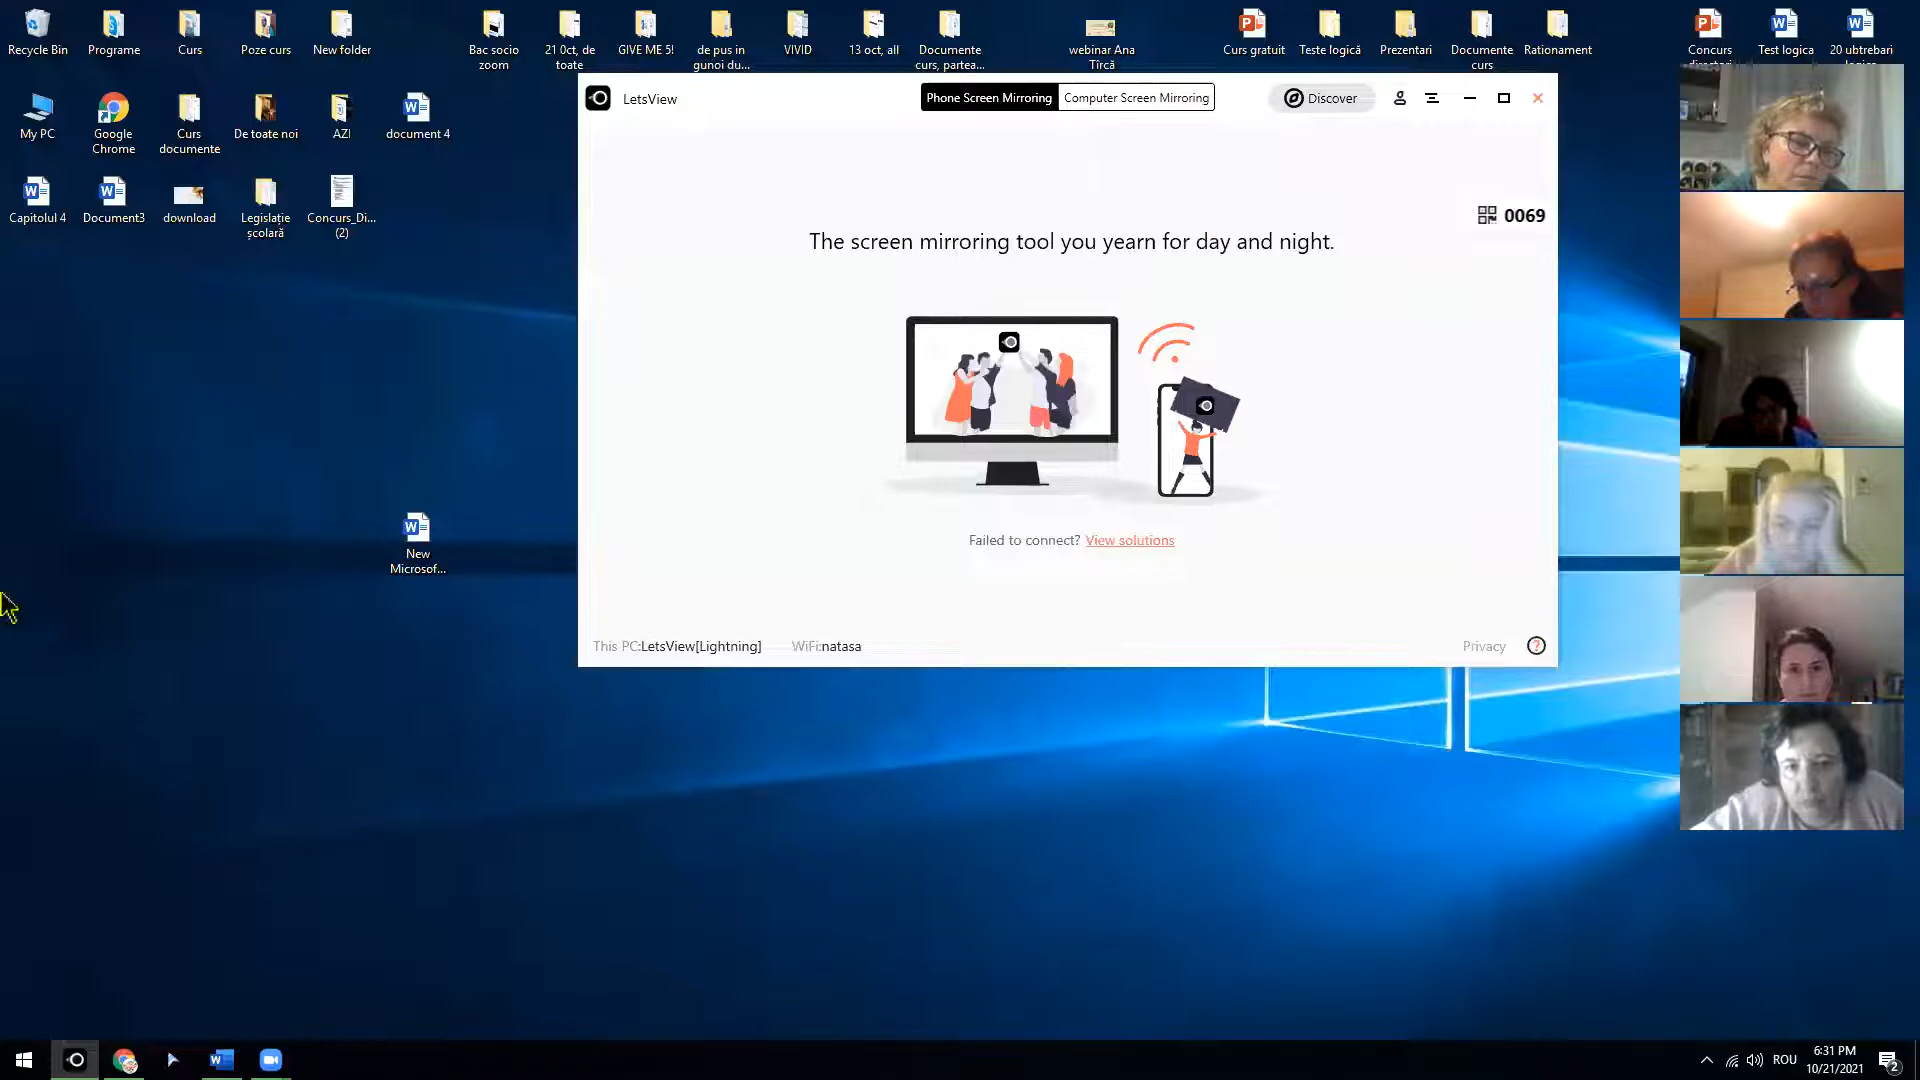 Recycle Bin
Programe
Curs
Poze curs
New folder
Bac socio
zoom
21 Oct, de
toate
GIVE ME 5!
de pus in
gunoi du...
VIVID
13 oct, all
Documente
curs, partea...
webinar Ana
Tîrcă
Curs gratuit
Teste logică
Prezentari
Documente
curs
Rationament
Concurs
Test logica
20 ubtrebari
My PC
Google
Chrome
Curs
documente
De toate noi
AZI
document 4
Capitolul 4
Document3
download
Legislație
școlară
Concurs_Di...
(2)
New
Microsof...
LetsView
Phone Screen Mirroring
Computer Screen Mirroring
Discover
0069
The screen mirroring tool you yearn for day and night.
Failed to connect? View solutions
This PC:LetsView[Lightning]
WiFi:natasa
Privacy
ROU
6:31 PM
10/21/2021
2